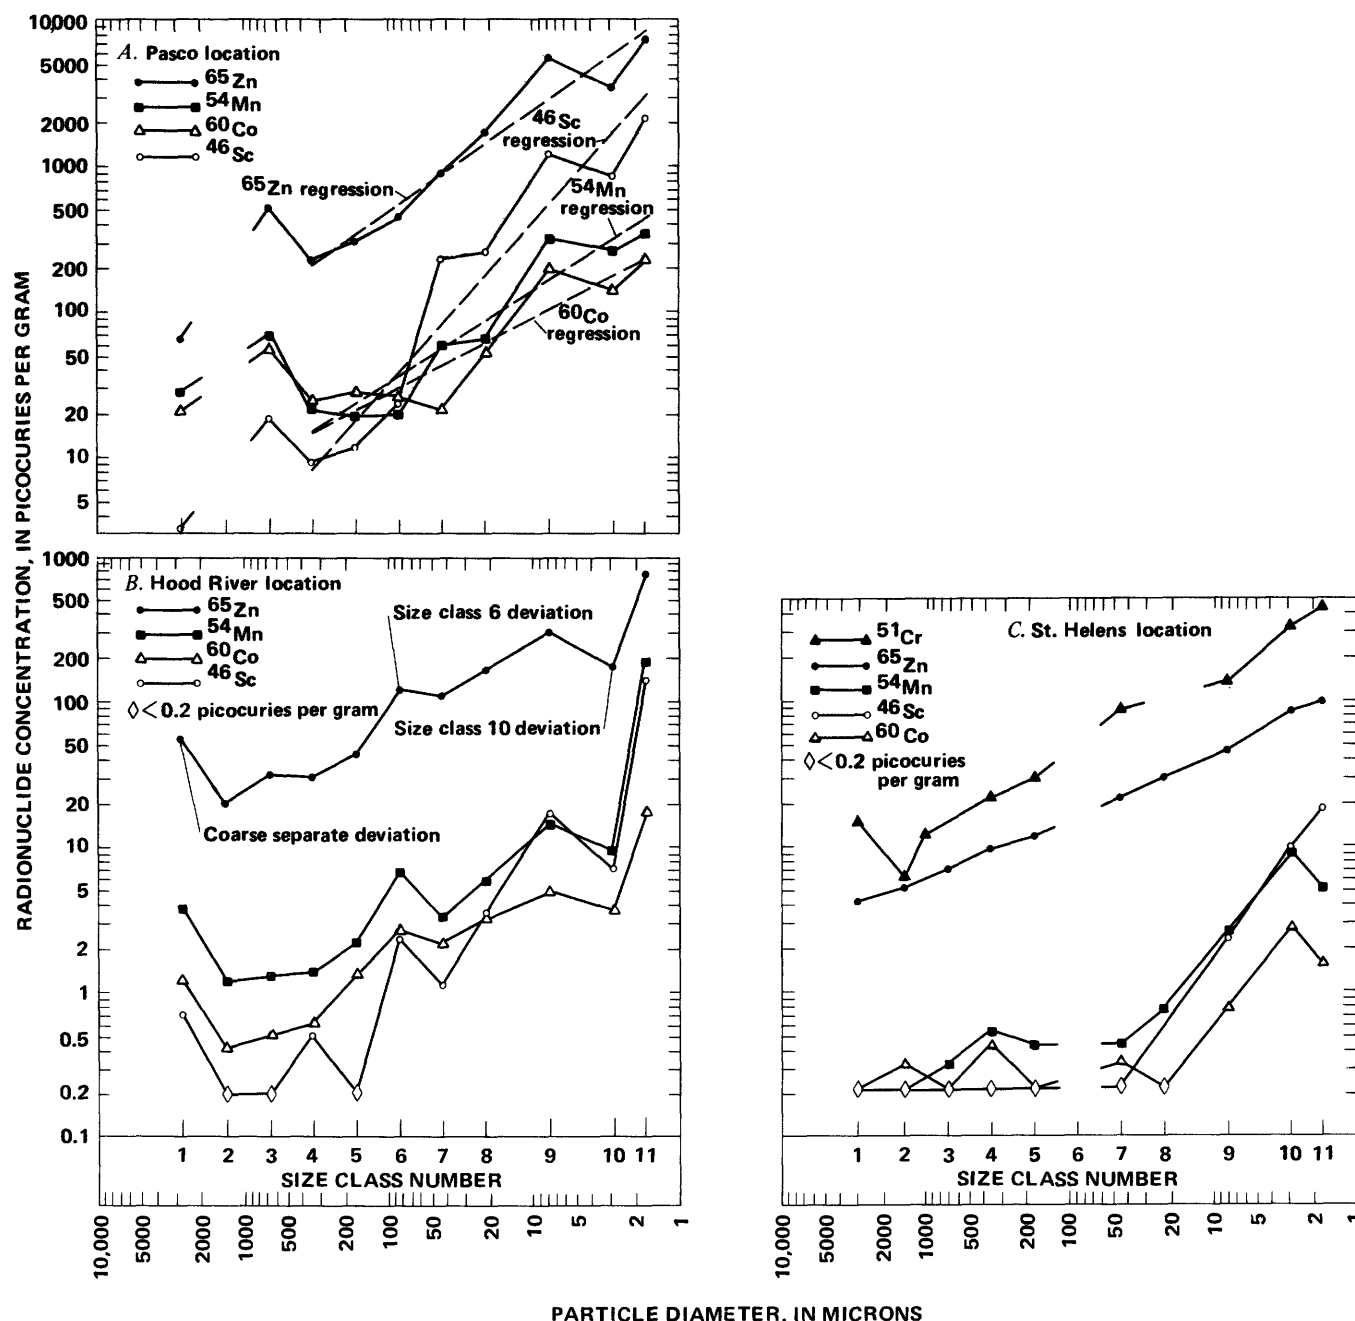 RADIONUCLIDE CONCENTRATION, IN PICOCURIES PER GRAM
10000
5000
2000
1000
500
200
100
50
20
10
5
A. Pasco location
65Zn
54Mn
60Co
46Sc
65Zn regression
46Sc
regression
54Mn
regression
60Co
regression
1000
500
200
100
50
20
10
5
2
1
0.5
0.2
0.1
B. Hood River location
65Zn
54Mn
60Co
46Sc
<0.2 picocuries per gram
Size class 6 deviation
Size class 10 deviation
Coarse separate deviation
1 2 3 4 5 6 7 8 9 10 11
SIZE CLASS NUMBER
10,000 5000 2000 1000 500 200 100 50 20 10 5 2 1
C. St. Helens location
51Cr
65Zn
54Mn
46Sc
60Co
<0.2 picocuries
per gram
1 2 3 4 5 6 7 8 9 10 11
SIZE CLASS NUMBER
10,000 5000 2000 1000 500 200 100 50 20 10 5 2 1
PARTICLE DIAMETER, IN MICRONS